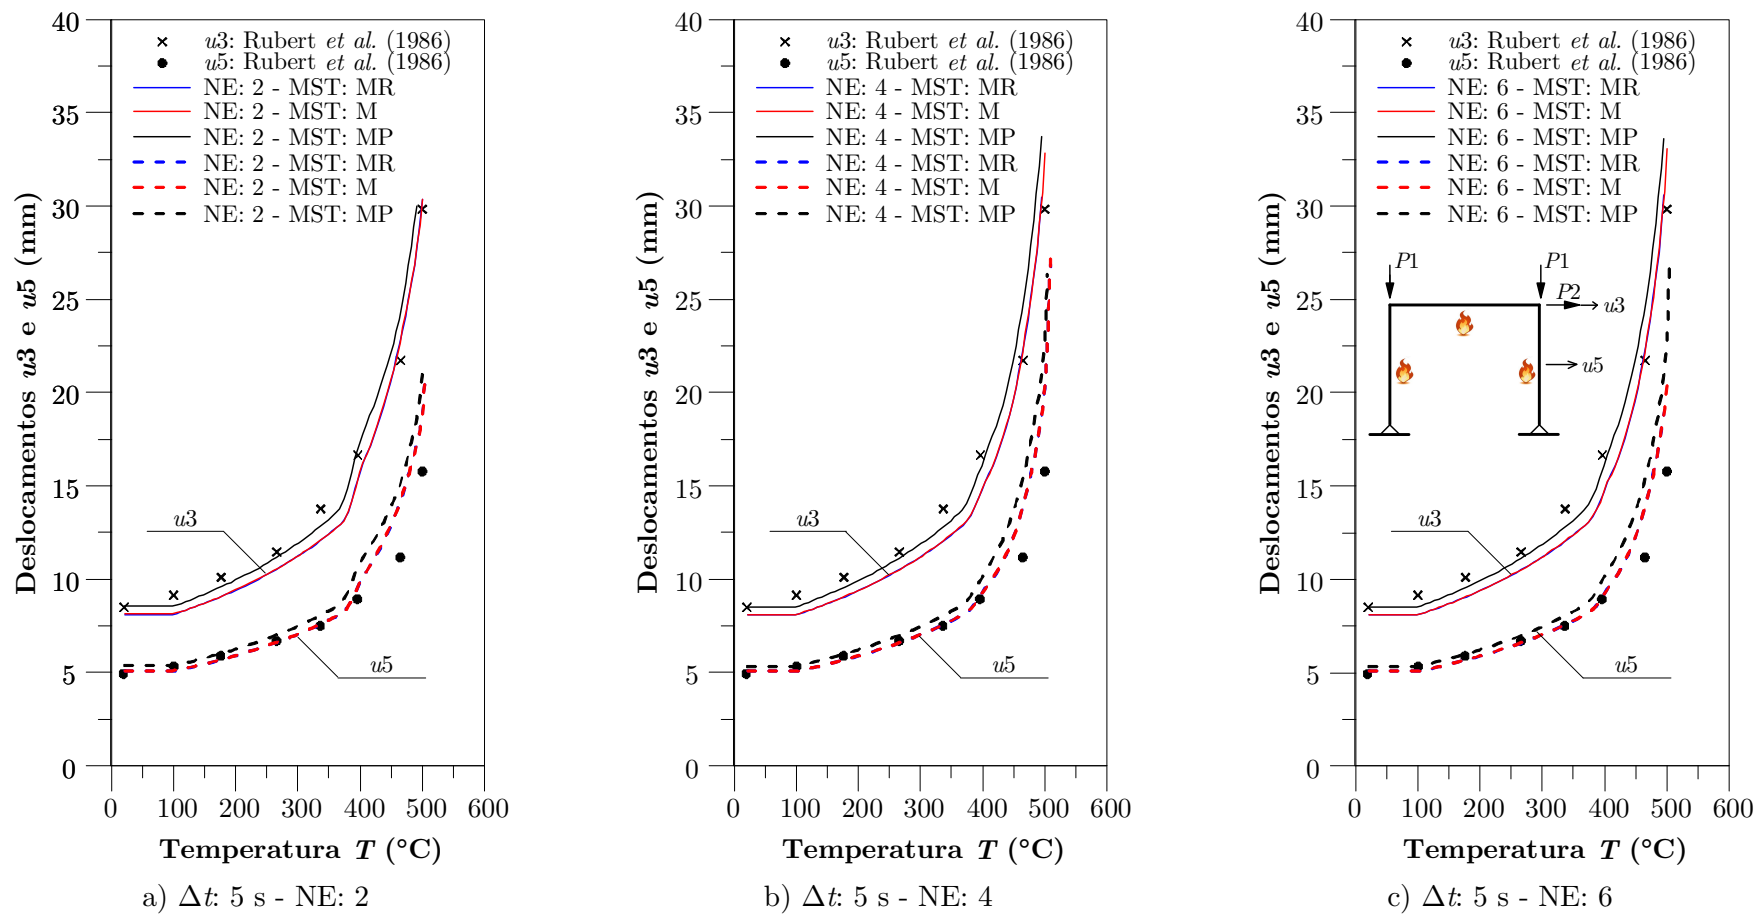 Deslocamentos u3 e u5 (mm)
40
35
30
25
20
15
10
5
0
u3: Rubert et al. (1986)
u5: Rubert et al. (1986)
NE: 2 - MST: MR
NE: 2 - MST: M
NE: 2 - MST: MP
NE: 2 - MST: MR
NE: 2 - MST: M
NE: 2 - MST: MP
u3
u5
0 100 200 300 400 500 600
Temperatura T (°C)
a) Δt: 5 s - NE: 2
Deslocamentos u3 e u5 (mm)
40
35
30
25
20
15
10
5
0
u3: Rubert et al. (1986)
u5: Rubert et al. (1986)
NE: 4 - MST: MR
NE: 4 - MST: M
NE: 4 - MST: MP
NE: 4 - MST: MR
NE: 4 - MST: M
NE: 4 - MST: MP
u3
u5
0 100 200 300 400 500 600
Temperatura T (°C)
b) Δt: 5 s - NE: 4
Deslocamentos u3 e u5 (mm)
40
35
30
25
20
15
10
5
0
u3: Rubert et al. (1986)
u5: Rubert et al. (1986)
NE: 6 - MST: MR
NE: 6 - MST: M
NE: 6 - MST: MP
NE: 6 - MST: MR
NE: 6 - MST: M
NE: 6 - MST: MP
P1 P1
P2 u3
u5
u3
u5
0 100 200 300 400 500 600
Temperatura T (°C)
c) Δt: 5 s - NE: 6